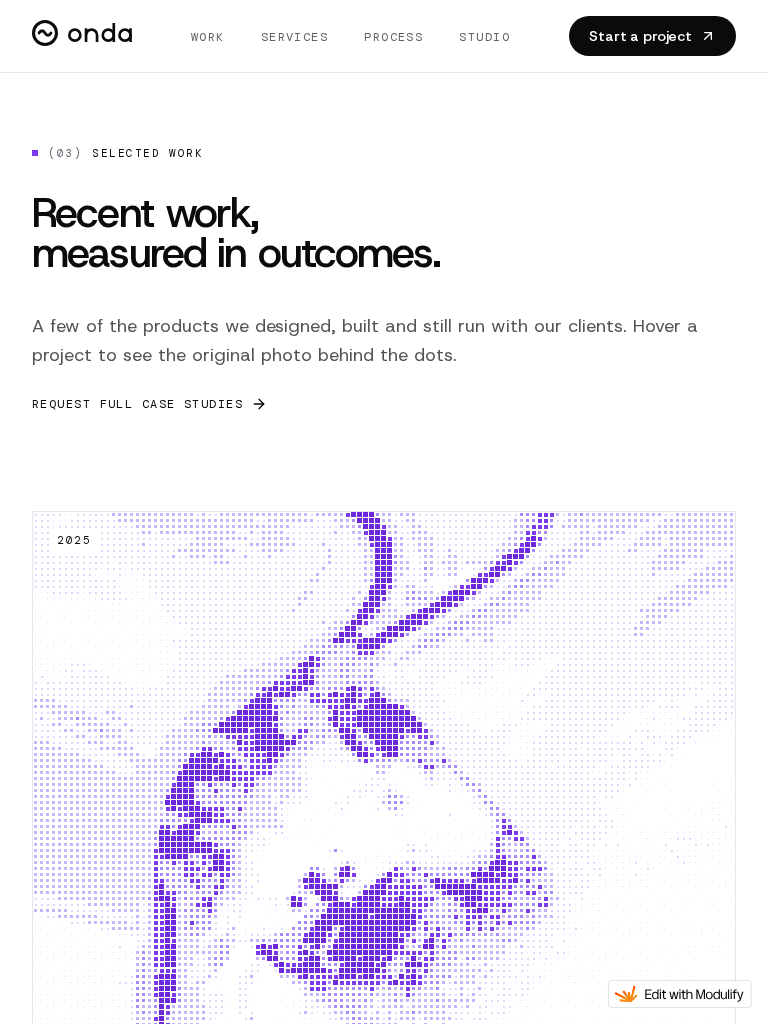 onda
WORK
SERVICES
PROCESS
STUDIO
Start a project
(03) SELECTED WORK
Recent work,
measured in outcomes.
A few of the products we designed, built and still run with our clients. Hover a
project to see the original photo behind the dots.
REQUEST FULL CASE STUDIES
2025
Edit with Modulify